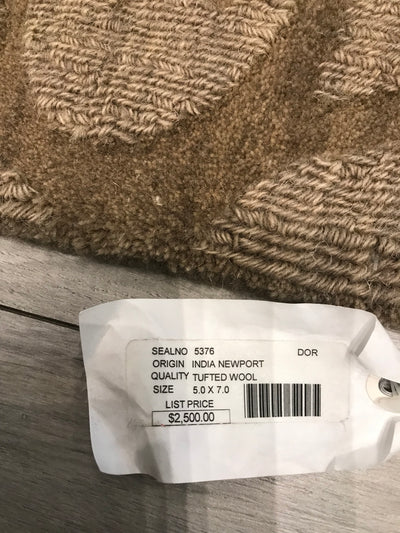 SEALNO 5376 DOR
ORIGIN INDIA NEWPORT
QUALITY TUFTED WOOL
SIZE 5.0 X 7.0
LIST PRICE
$2,500.00